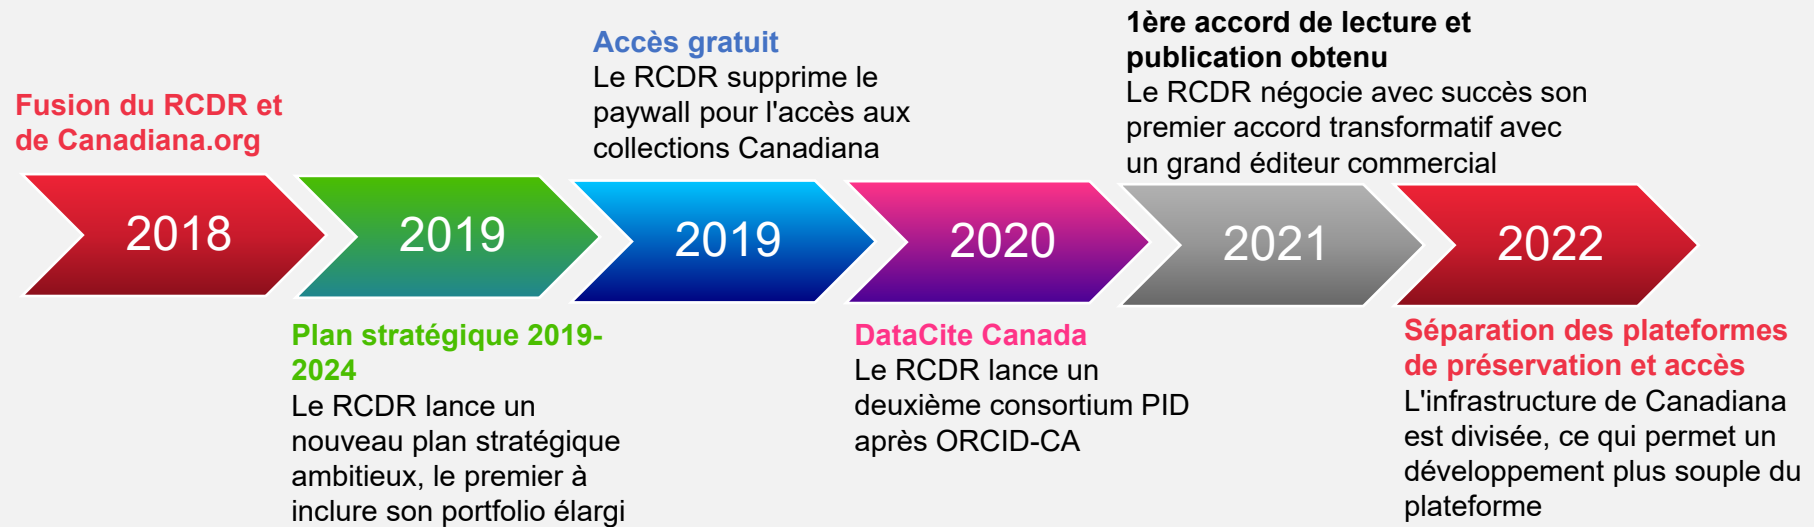 Fusion du RCDR et
de Canadiana.org
2018
2019
Plan stratégique 2019-
2024
Le RCDR lance un
nouveau plan stratégique
ambitieux, le premier à
inclure son portfolio élargi
Accès gratuit
Le RCDR supprime le
paywall pour l'accès aux
collections Canadiana
2019
2020
DataCite Canada
Le RCDR lance un
deuxième consortium PID
après ORCID-CA
1ère accord de lecture et
publication obtenu
Le RCDR négocie avec succès son
premier accord transformatif avec
un grand éditeur commercial
2021
2022
Séparation des plateformes
de préservation et accès
L'infrastructure de Canadiana
est divisée, ce qui permet un
développement plus souple du
plateforme